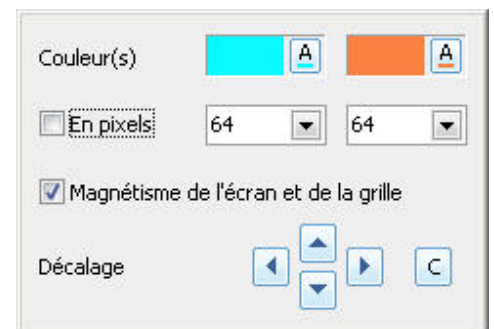 Couleur(s) A A
En pixels 64 64
Magnétisme de l'écran et de la grille
Décalage C